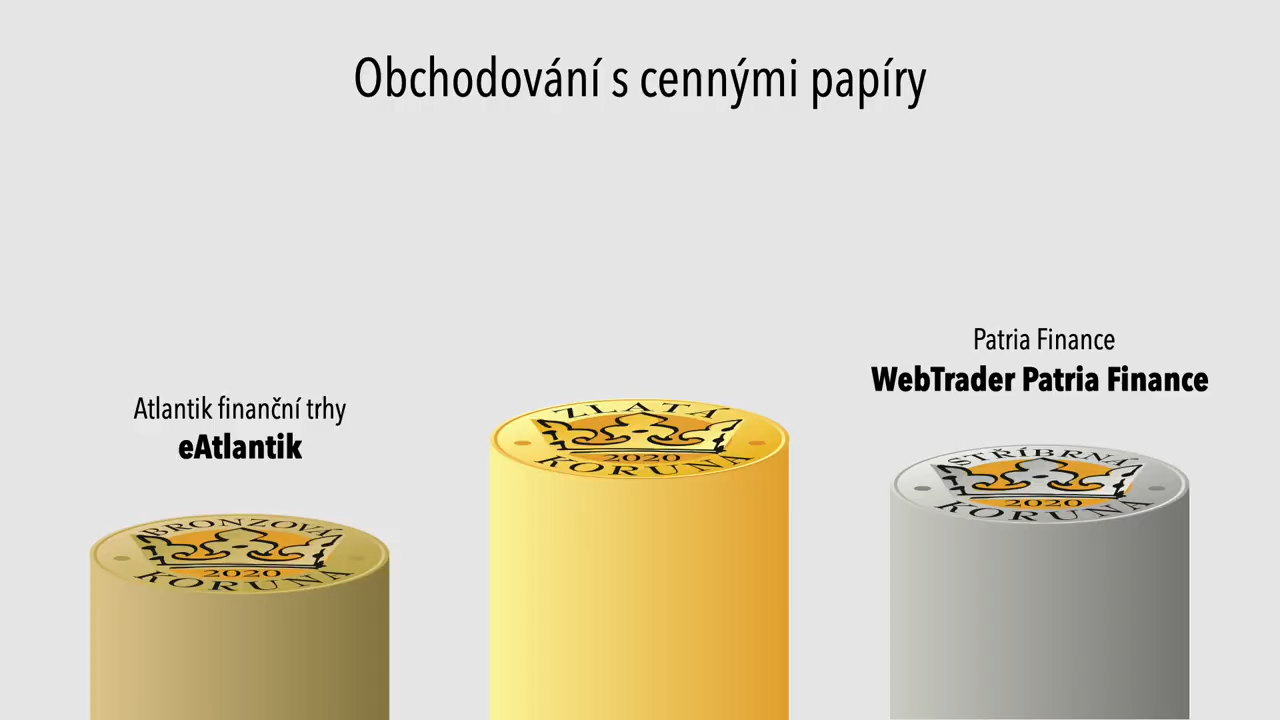 Obchodování s cennými papíry
Patria Finance
WebTrader Patria Finance
Atlantik finanční trhy
eAtlantik
ZLATÁ
2020
KORUNA
STŘÍBRNÁ
2020
KORUNA
BRONZOVÁ
2020
KORUNA